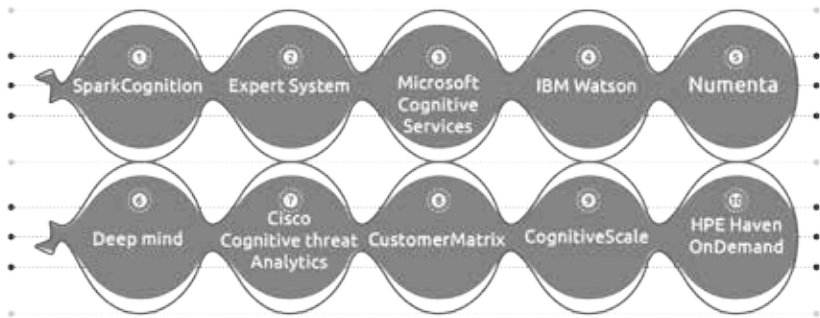 1
SparkCognition
2
Expert System
3
Microsoft
Cognitive
Services
4
IBM Watson
5
Numenta
6
Deep mind
7
Cisco
Cognitive threat
Analytics
8
CustomerMatrix
9
CognitiveScale
10
HPE Haven
OnDemand